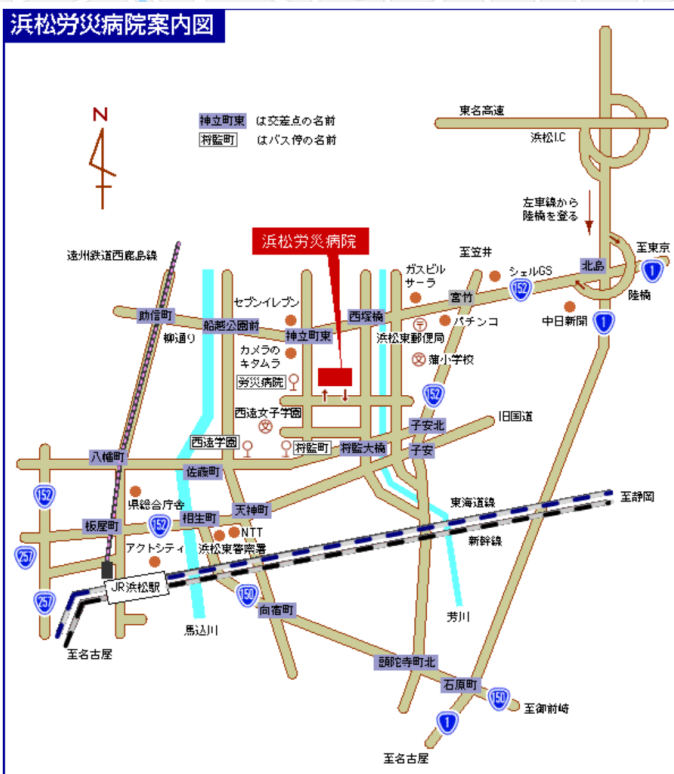 浜松労災病院案内図
N
神立町東 は交差点の名前
将監町 はバス停の名前
東名高速
浜松I.C
左車線から
陸橋を登る
浜松労災病院
遠州鉄道西鹿島線
至笠井
至東京
ガスビル
サーラ
シェルGS
北島
1
152
陸橋
宮竹
セブンイレブン
助信町
船越公園前
西塚橋
パチンコ
中日新聞
1
柳通り
神立町東
浜松東郵便局
カメラの
キタムラ
蒲小学校
労災病院
152
西遠女子学園
旧国道
子安北
西遠学園
将監町
将監大橋
子安
八幡町
佐藤町
152
県総合庁舎
天神町
東海道線
至静岡
板屋町
152
相生町
NTT
新幹線
257
アクトシティ
浜松東警察署
JR浜松駅
257
150
向宿町
芳川
馬込川
至名古屋
頭陀寺町北
石原町
150
至御前崎
1
至名古屋